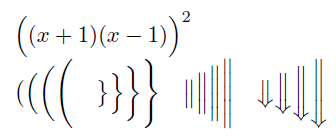 ((x + 1)(x − 1))²
( ( ( ( } } } } ‖ ‖ ‖ ‖ ⇓ ⇓ ⇓ ⇓